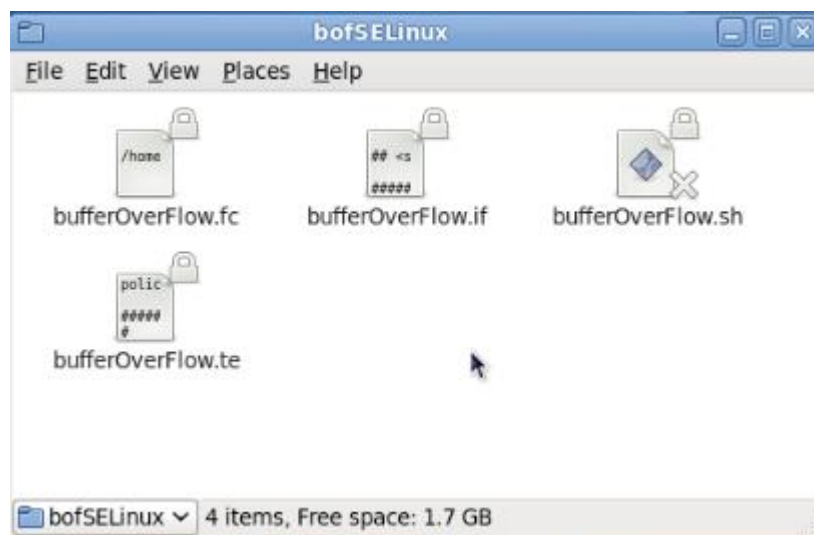 bofSELinux
File Edit View Places Help
/home
## <s
#####
bufferOverFlow.fc
bufferOverFlow.if
bufferOverFlow.sh
polic
#####
#
bufferOverFlow.te
bofSELinux
4 items, Free space: 1.7 GB